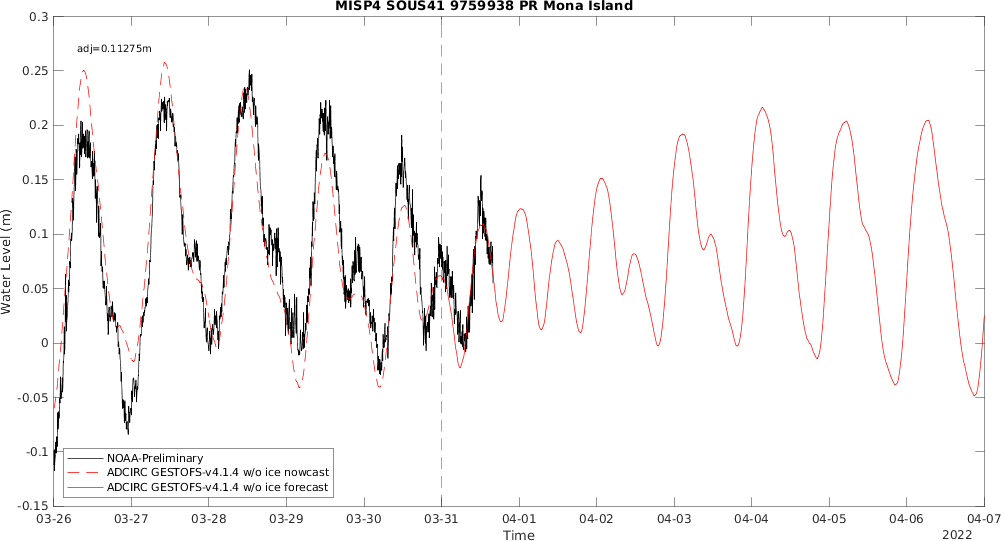 MISP4 SOUS41 9759938 PR Mona Island
adj=0.11275m
0.3
0.25
0.2
0.15
0.1
0.05
0
-0.05
-0.1
-0.15
Water Level (m)
NOAA-Preliminary
ADCIRC GESTOFS-v4.1.4 w/o ice nowcast
ADCIRC GESTOFS-v4.1.4 w/o ice forecast
03-26 03-27 03-28 03-29 03-30 03-31 04-01 04-02 04-03 04-04 04-05 04-06 04-07
Time
2022